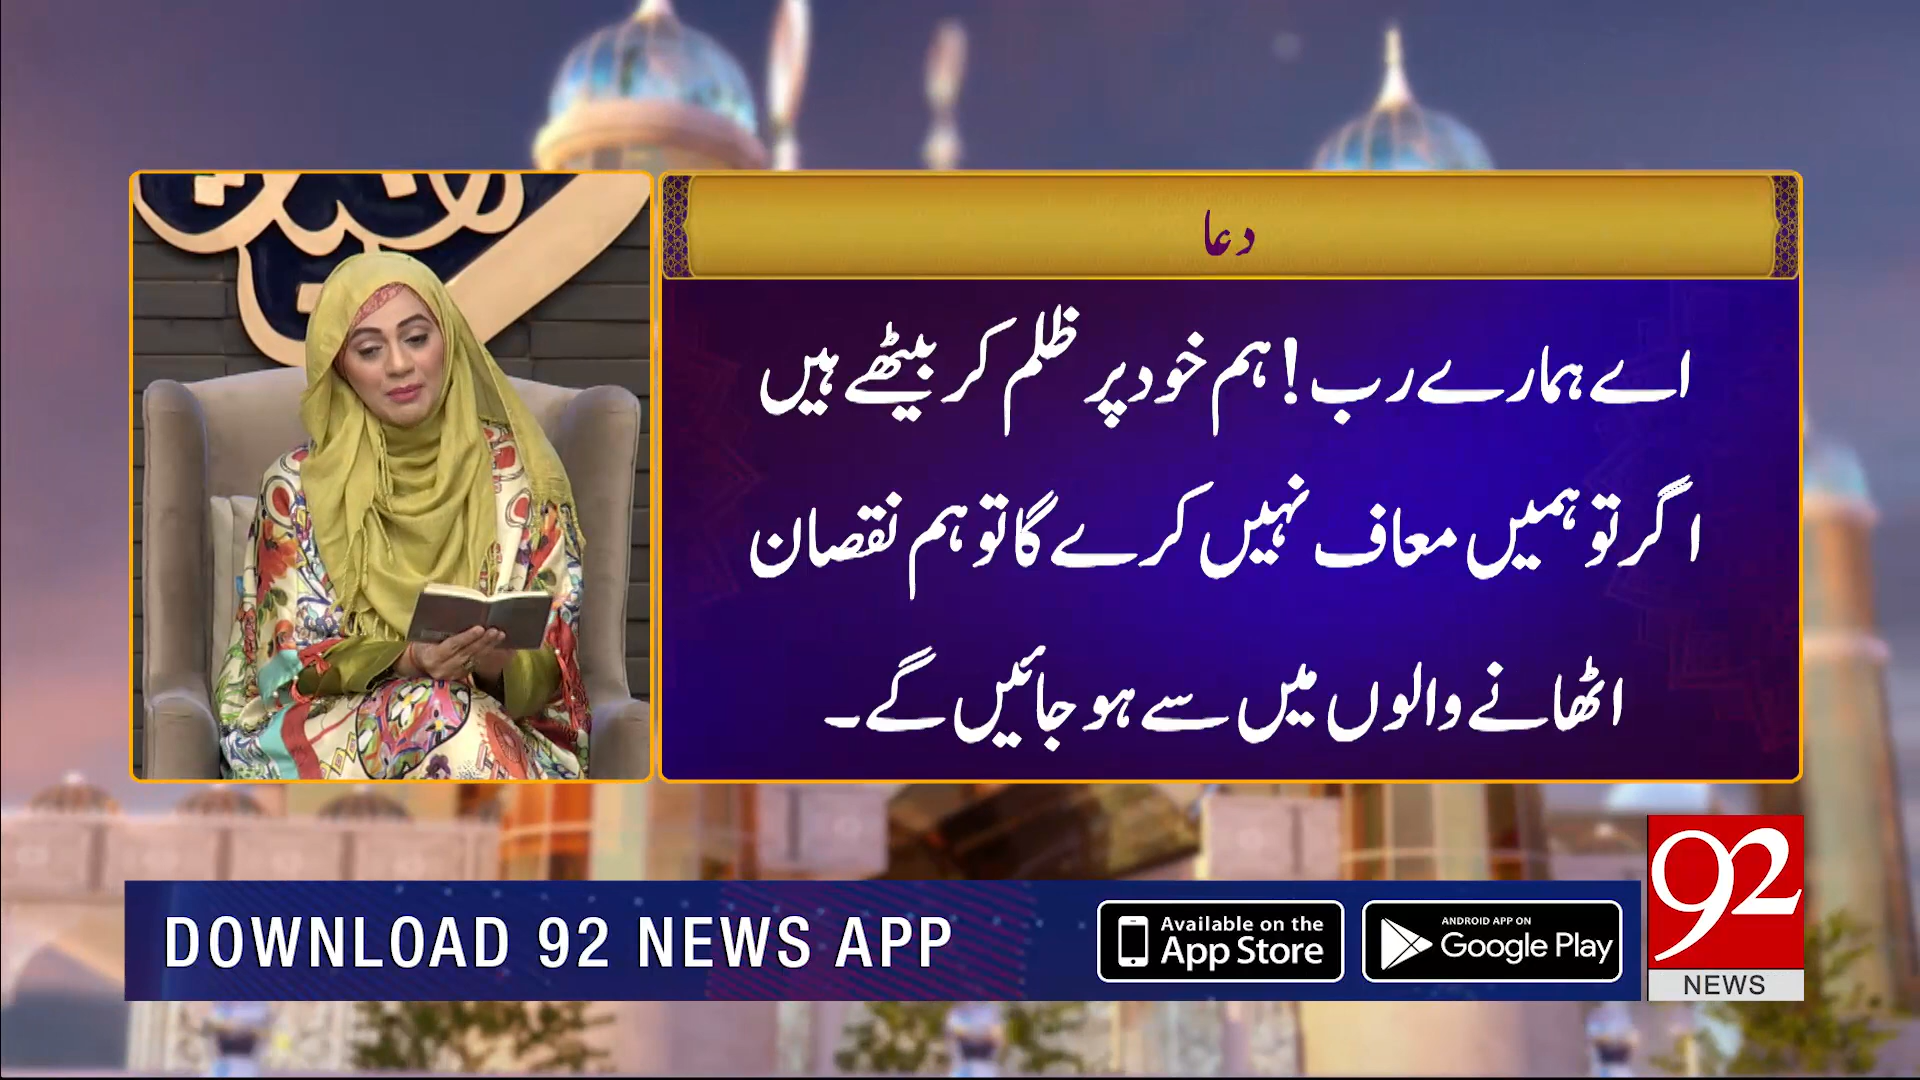 دعا
اے ہمارے رب! ہم خود پر ظلم کر بیٹھے ہیں
اگر تو ہمیں معاف نہیں کرے گا تو ہم نقصان
اٹھانے والوں میں سے ہو جائیں گے۔
DOWNLOAD 92 NEWS APP
Available on the
App Store
ANDROID APP ON
Google Play
92
NEWS